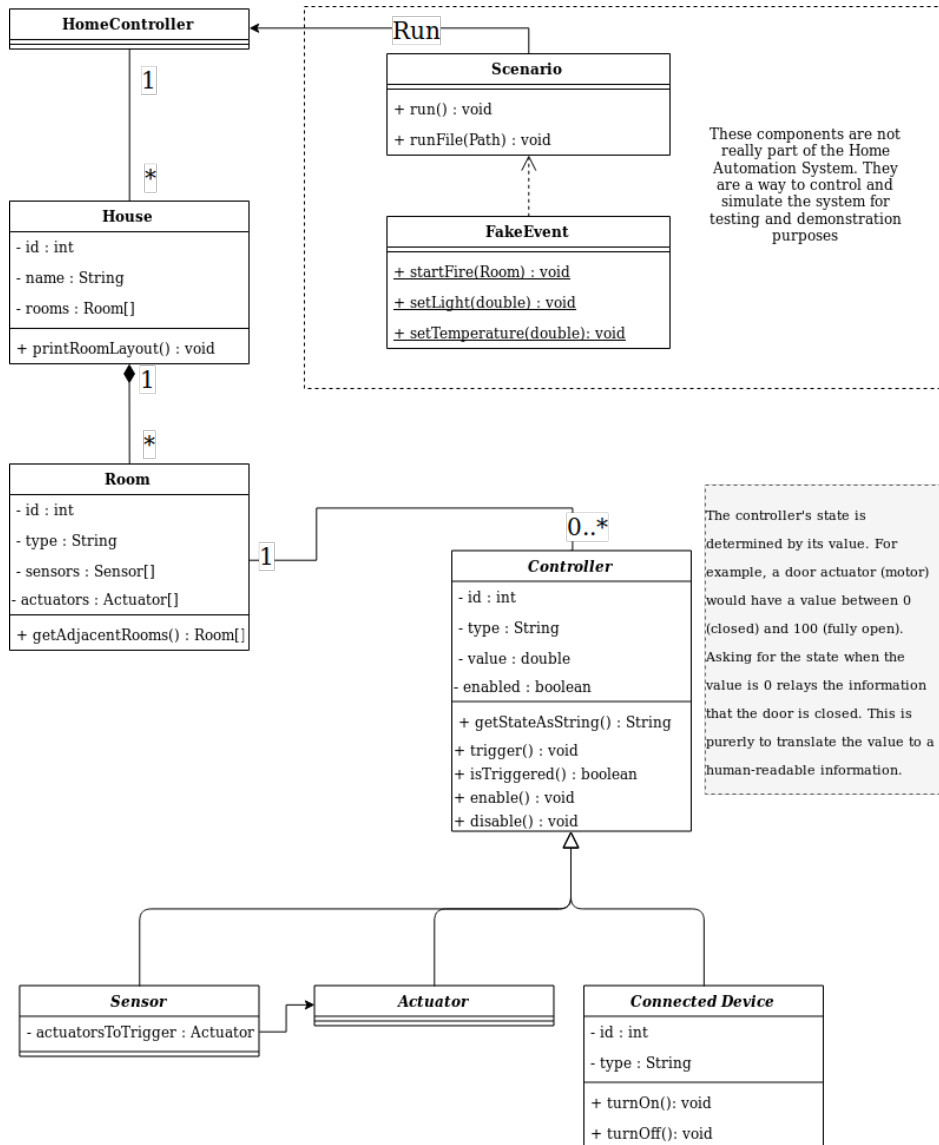 HomeController
Run
1
*
Scenario
+ run() : void
+ runFile(Path) : void
These components are not
really part of the Home
Automation System. They
are a way to control and
simulate the system for
testing and demonstration
purposes
FakeEvent
+ startFire(Room) : void
+ setLight(double) : void
+ setTemperature(double): void
House
- id : int
- name : String
- rooms : Room[]
+ printRoomLayout() : void
1
*
Room
- id : int
- type : String
- sensors : Sensor[]
- actuators : Actuator[]
+ getAdjacentRooms() : Room[]
1
0..*
Controller
- id : int
- type : String
- value : double
- enabled : boolean
+ getStateAsString() : String
+ trigger() : void
+ isTriggered() : boolean
+ enable() : void
+ disable() : void
The controller's state is
determined by its value. For
example, a door actuator (motor)
would have a value between 0
(closed) and 100 (fully open).
Asking for the state when the
value is 0 relays the information
that the door is closed. This is
purerly to translate the value to a
human-readable information.
Sensor
- actuatorsToTrigger : Actuator
Actuator
Connected Device
- id : int
- type : String
+ turnOn(): void
+ turnOff(): void